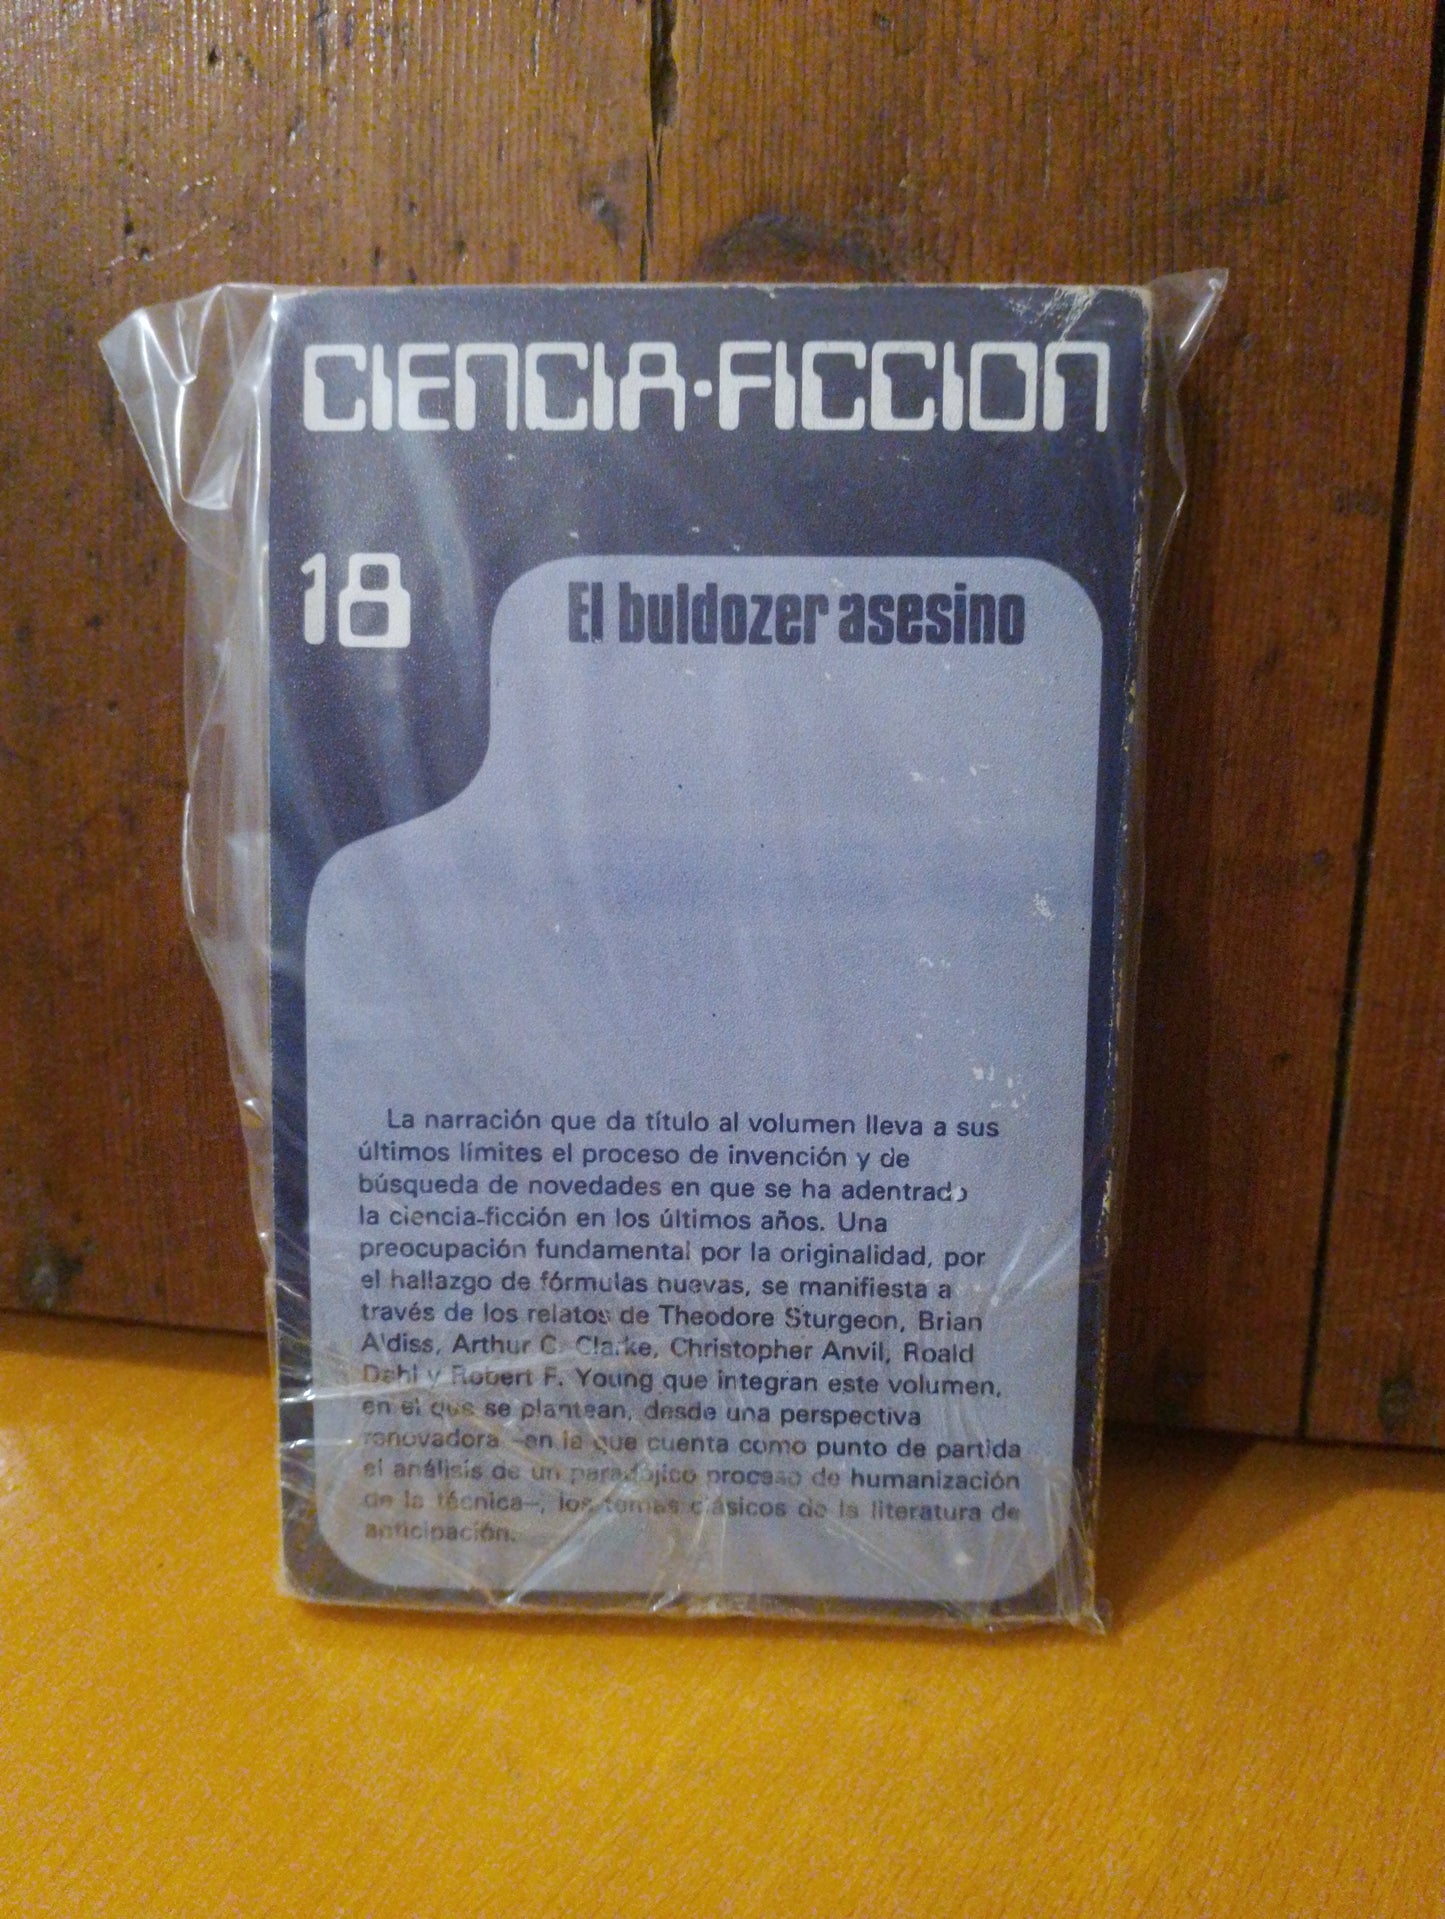 CIENCIA-FICCION
18
El buldozer asesino
La narración que da título al volumen lleva a sus
últimos límites el proceso de invención y de
búsqueda de novedades en que se ha adentrado
la ciencia-ficción en los últimos años. Una
preocupación fundamental por la originalidad, por
el hallazgo de fórmulas nuevas, se manifiesta a
través de los relatos de Theodore Sturgeon, Brian
Aldiss, Arthur C. Clarke, Christopher Anvil, Roald
Dahl y Robert F. Young que integran este volumen,
en el que se plantean, desde una perspectiva
renovadora –en la que cuenta como punto de partida
el análisis de un paradójico proceso de humanización
de la técnica–, los temas clásicos de la literatura de
anticipación.